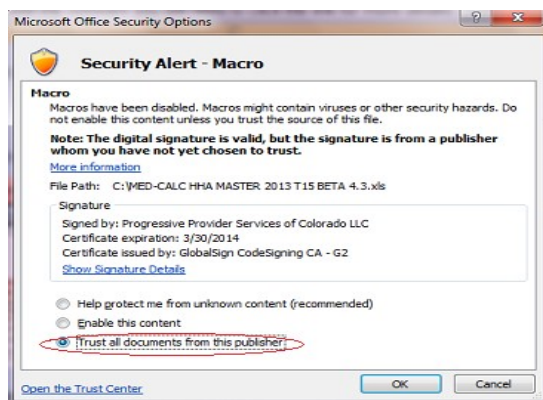 Microsoft Office Security Options
Security Alert - Macro
Macro
Macros have been disabled. Macros might contain viruses or other security hazards. Do
not enable this content unless you trust the source of this file.
Note: The digital signature is valid, but the signature is from a publisher
whom you have not yet chosen to trust.
More information
File Path: C:\MED-CALC HHA MASTER 2013 T15 BETA 4.3.xls
Signature
Signed by: Progressive Provider Services of Colorado LLC
Certificate expiration: 3/30/2014
Certificate issued by: GlobalSign CodeSigning CA - G2
Show Signature Details
Help protect me from unknown content (recommended)
Enable this content
Trust all documents from this publisher
Open the Trust Center
OK
Cancel